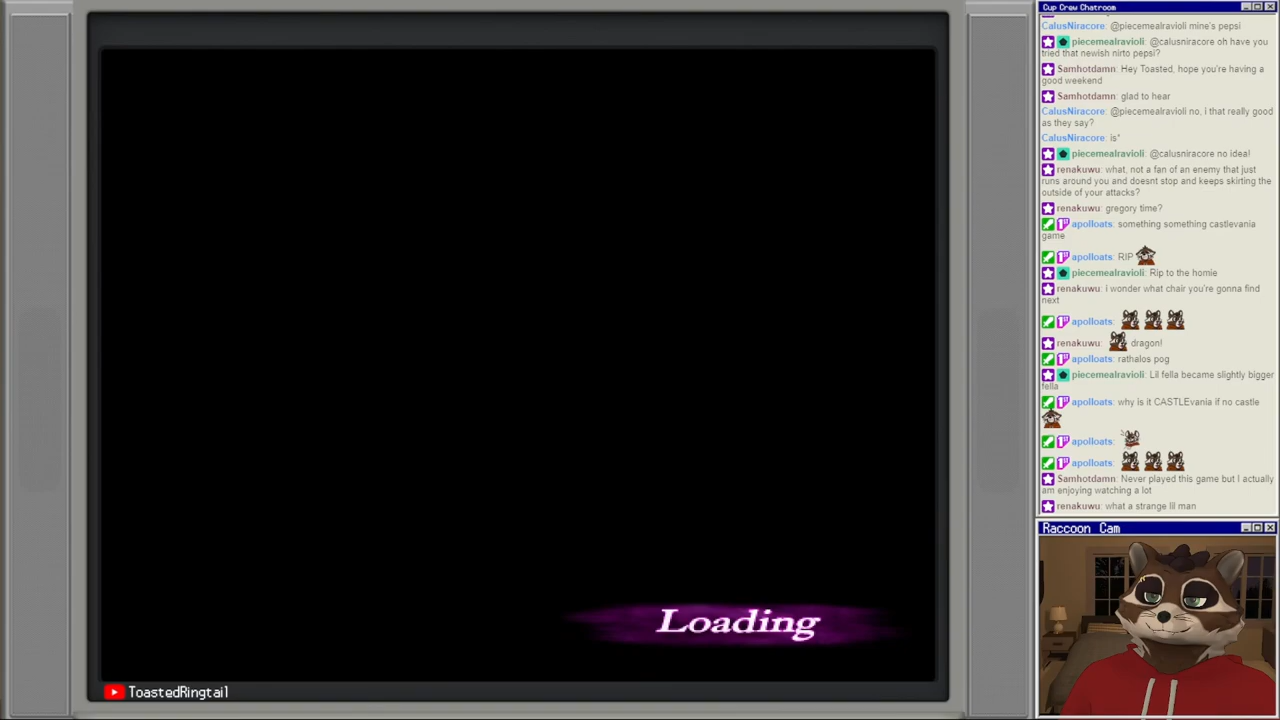 Cup Crew Chatroom
CalusNiracore: @piecemealravioli mine's pepsi
piecemealravioli: @calusniracore oh have you
tried that newish nirto pepsi?
Samhotdamn: Hey Toasted, hope you're having a
good weekend
Samhotdamn: glad to hear
CalusNiracore: @piecemealravioli no, i that really good
as they say?
CalusNiracore: is*
piecemealravioli: @calusniracore no idea!
renakuwu: what, not a fan of an enemy that just
runs around you and doesnt stop and keeps skirting the
outside of your attacks?
renakuwu: gregory time?
apolloats: something something castlevania
game
apolloats: RIP
piecemealravioli: Rip to the homie
renakuwu: i wonder what chair you're gonna find
next
apolloats:
renakuwu: dragon!
apolloats: rathalos pog
piecemealravioli: Lil fella became slightly bigger
fella
apolloats: why is it CASTLEvania if no castle
apolloats:
apolloats:
Samhotdamn: Never played this game but I actually
am enjoying watching a lot
renakuwu: what a strange lil man
Raccoon Cam
Loading
ToastedRingtail